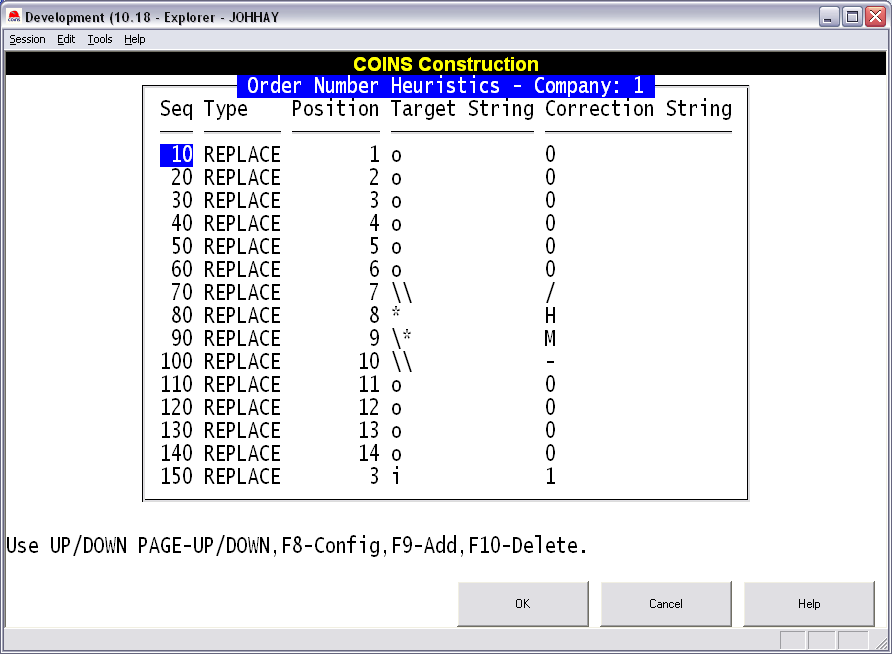 Development (10.18 - Explorer - JOHHAY
Session Edit Tools Help
COINS Construction
Order Number Heuristics - Company: 1
Seq Type Position Target String Correction String
10 REPLACE 1 o 0
20 REPLACE 2 o 0
30 REPLACE 3 o 0
40 REPLACE 4 o 0
50 REPLACE 5 o 0
60 REPLACE 6 o 0
70 REPLACE 7 \\ /
80 REPLACE 8 * H
90 REPLACE 9 \* M
100 REPLACE 10 \\ -
110 REPLACE 11 o 0
120 REPLACE 12 o 0
130 REPLACE 13 o 0
140 REPLACE 14 o 0
150 REPLACE 3 i 1
Use UP/DOWN PAGE-UP/DOWN,F8-Config,F9-Add,F10-Delete.
OK Cancel Help